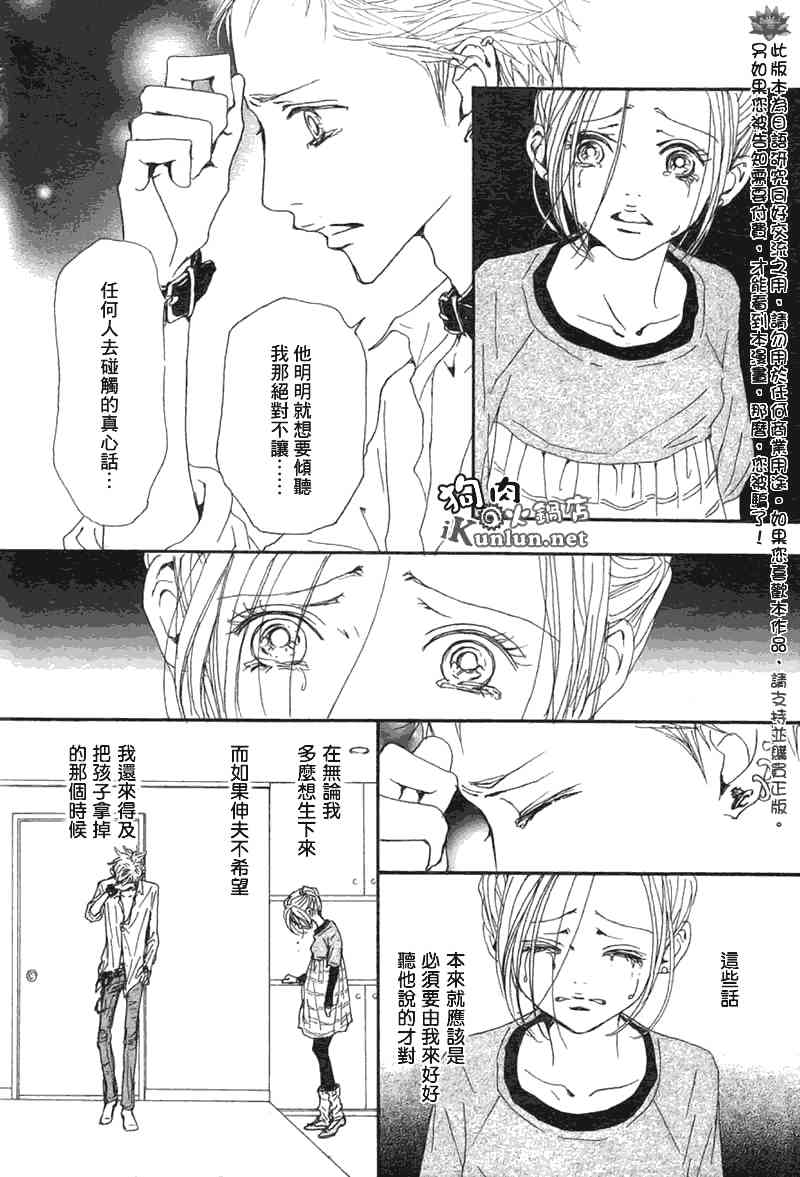 此版本為日語研究同好交流之用，請勿用於任何商業用途。如果您喜歡本作品，請支持並購買正版。
只如果您被告知需要付費，才能看到本漫畫，那麼，您被騙了！
他明明就想要傾聽
我那絕對不讓……
任何人去碰觸的真心話……
狗肉火鍋店
iKunlun.net
這些話
本來就應該是
必須要由我來好好
聽他說的才對
在無論我
多麼想生下來
而如果伸夫不希望
我還來得及
把孩子拿掉
的那個時候